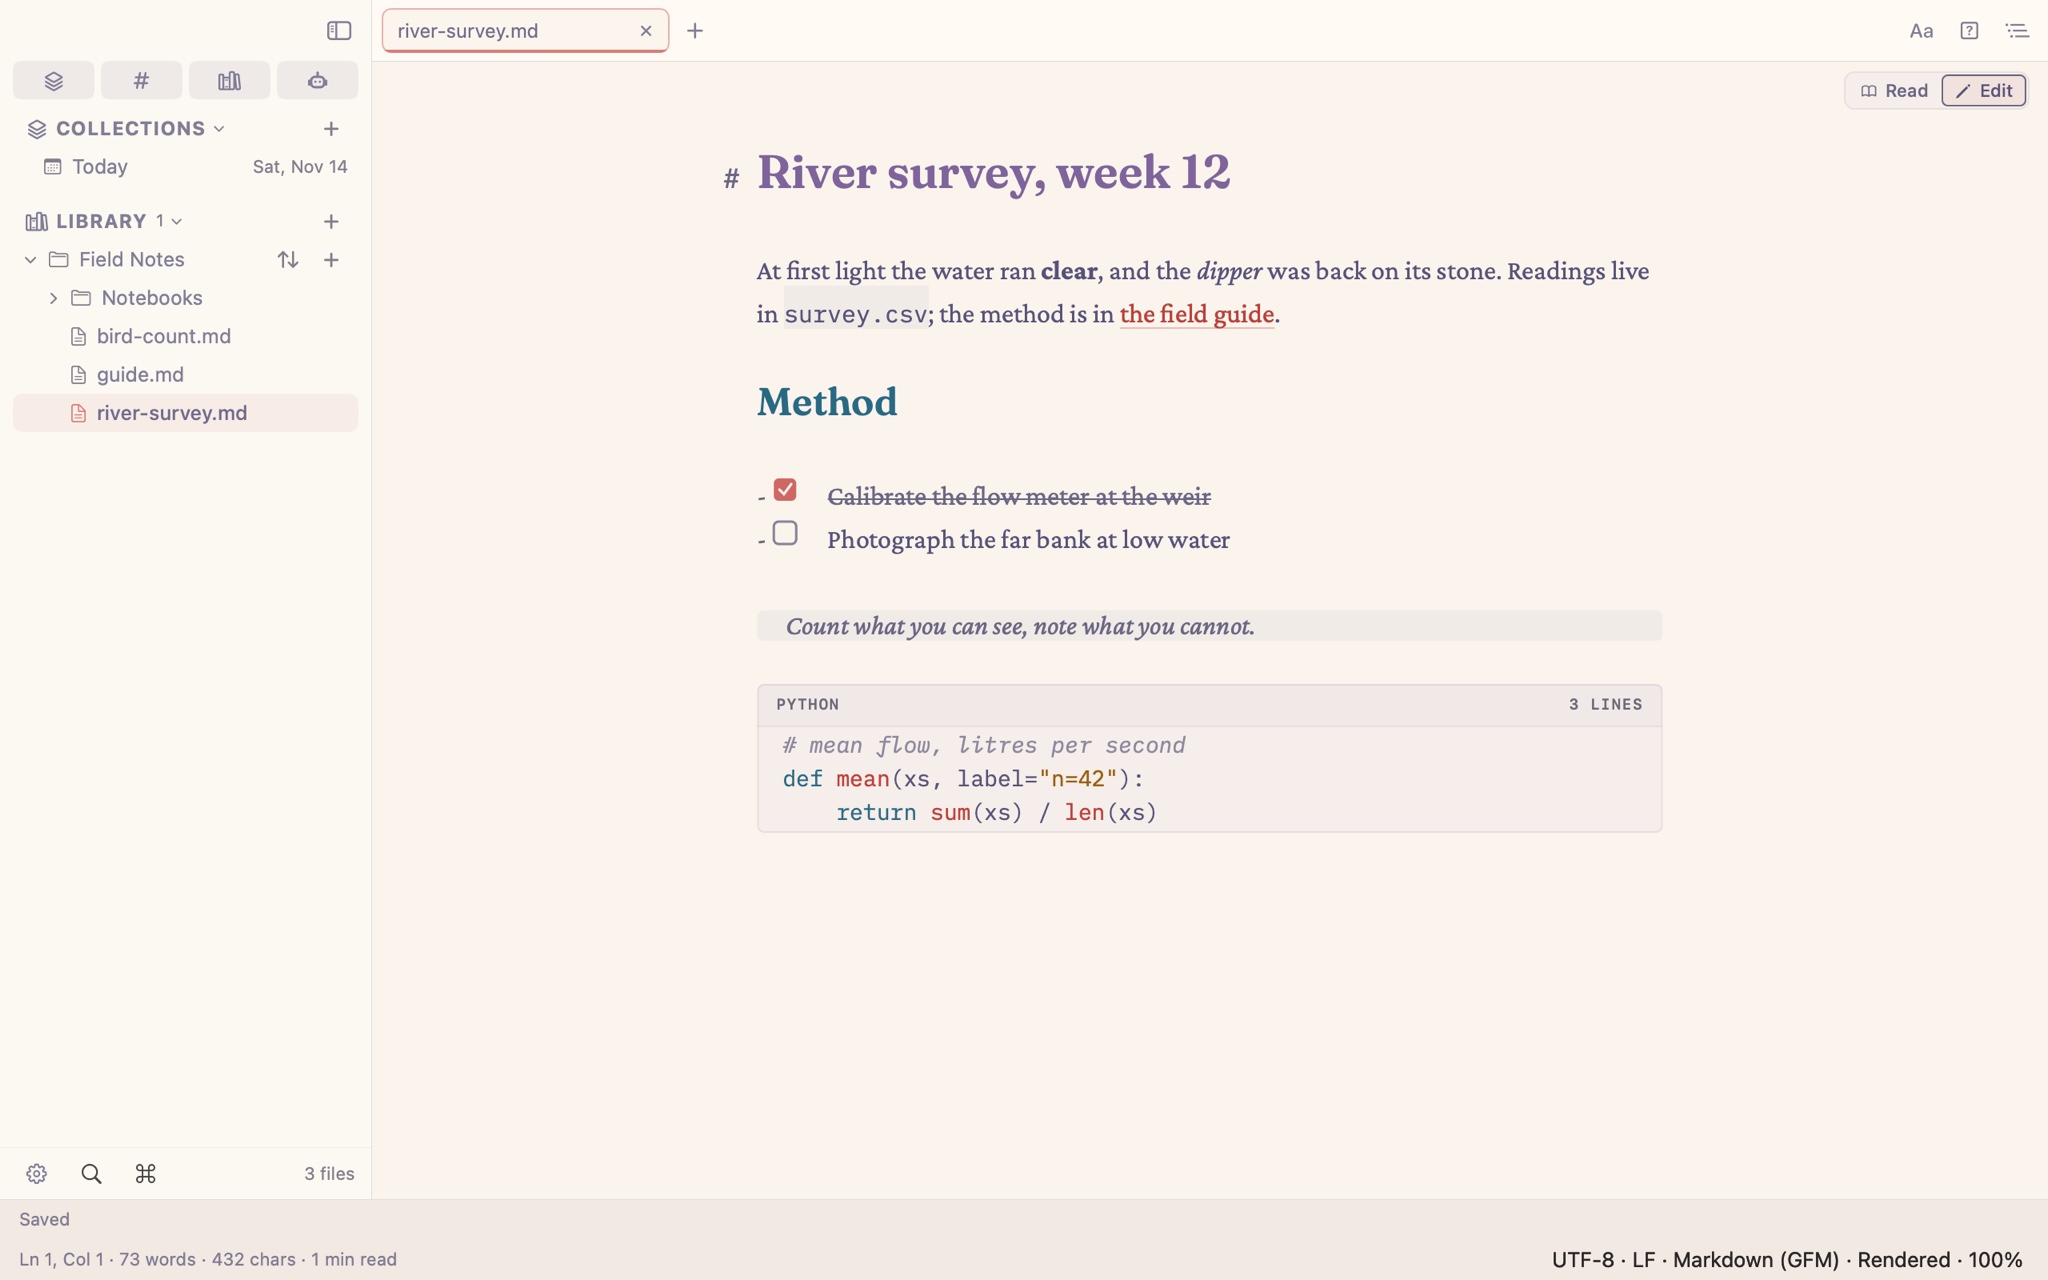 river-survey.md
Aa
Read
Edit
#
COLLECTIONS
Today
Sat, Nov 14
LIBRARY 1
Field Notes
Notebooks
bird-count.md
guide.md
river-survey.md
3 files
# River survey, week 12
At first light the water ran clear, and the dipper was back on its stone. Readings live
in survey.csv; the method is in the field guide.
Method
- Calibrate the flow meter at the weir
- Photograph the far bank at low water
Count what you can see, note what you cannot.
PYTHON
3 LINES
# mean flow, litres per second
def mean(xs, label="n=42"):
    return sum(xs) / len(xs)
Saved
Ln 1, Col 1 · 73 words · 432 chars · 1 min read
UTF-8 · LF · Markdown (GFM) · Rendered · 100%